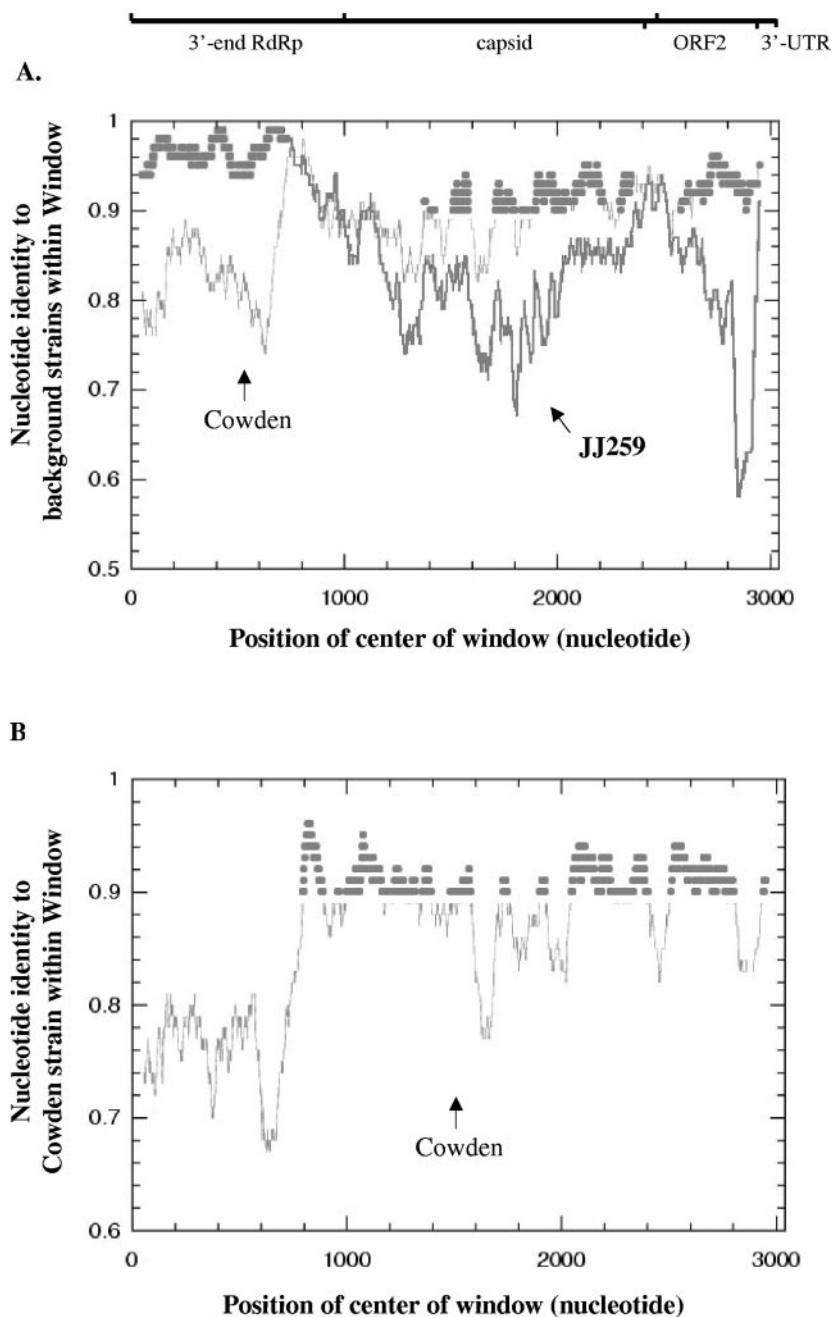 3’-end RdRp capsid ORF2 3’-UTR
A.
Nucleotide identity to
background strains within Window
1
0.9
0.8
0.7
0.6
0.5
Cowden
JJ259
0 1000 2000 3000
Position of center of window (nucleotide)
B
Nucleotide identity to
Cowden strain within Window
1
0.9
0.8
0.7
0.6
Cowden
0 1000 2000 3000
Position of center of window (nucleotide)